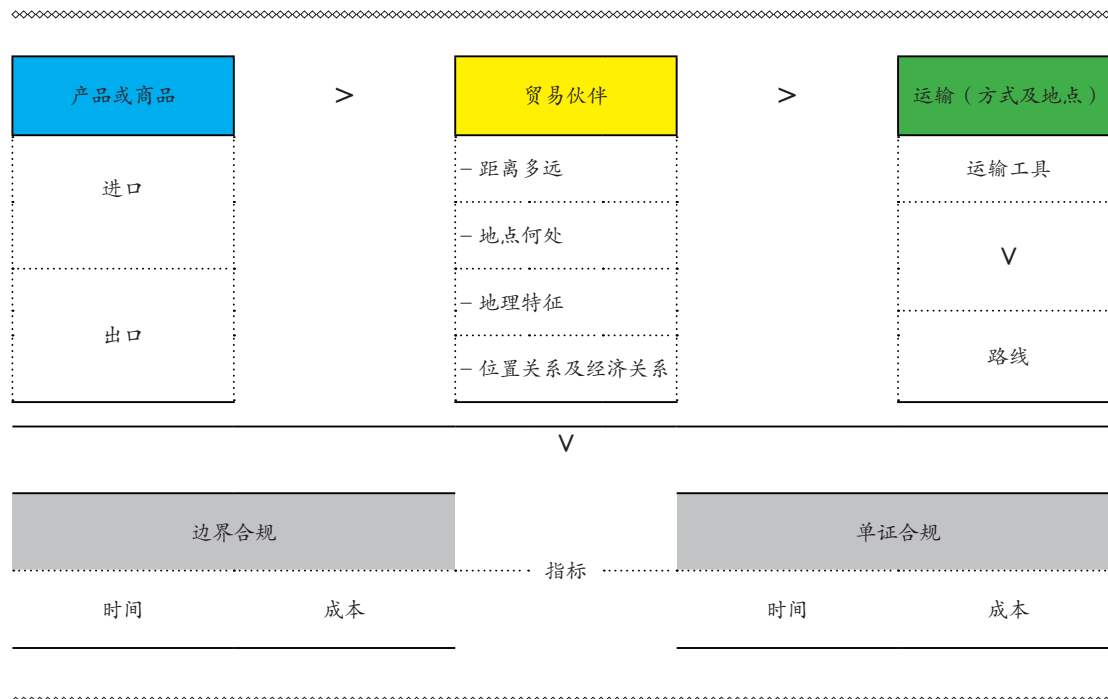 产品或商品
>
贸易伙伴
>
运输（方式及地点）
进口
出口
– 距离多远
– 地点何处
– 地理特征
– 位置关系及经济关系
运输工具
∨
路线
∨
边界合规
时间
成本
指标
单证合规
时间
成本